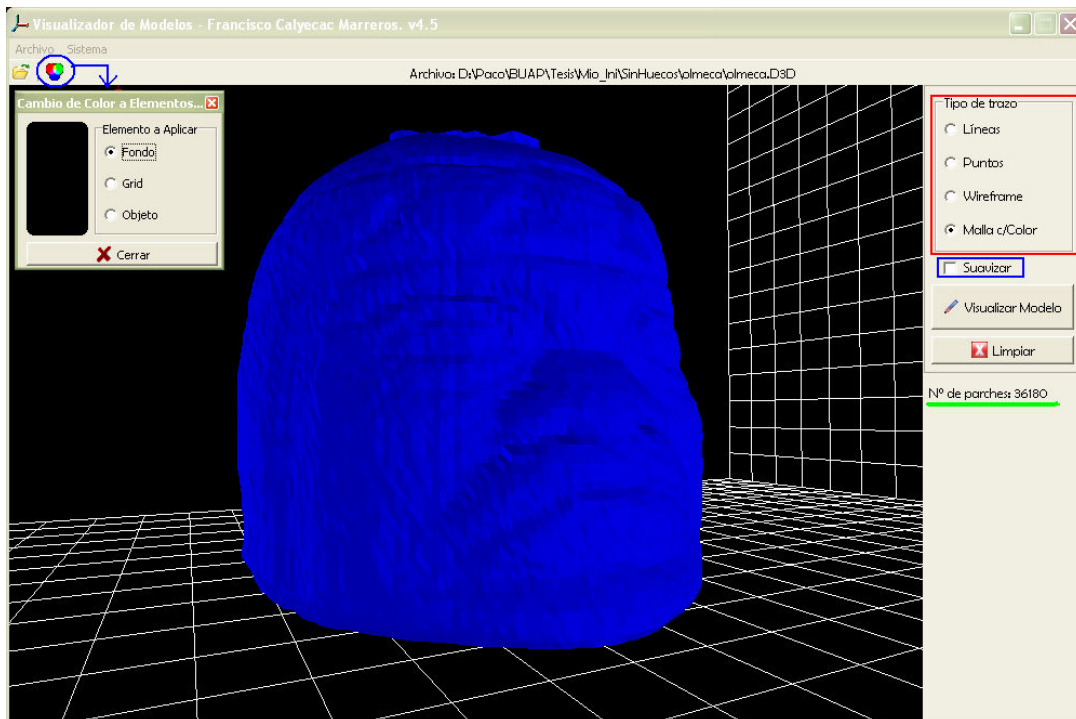 Visualizador de Modelos - Francisco Calyecac Marreros. v4.5
Archivo Sistema
Archivo: D:\Paco\BUAP\Tesis\Mio_Ini\SinHuecos\olmeca\olmeca.D3D
Cambio de Color a Elementos...
Elemento a Aplicar
Fondo
Grid
Objeto
Cerrar
Tipo de trazo
Líneas
Puntos
Wireframe
Malla c/Color
Suavizar
Visualizar Modelo
Limpiar
Nº de parches: 36180